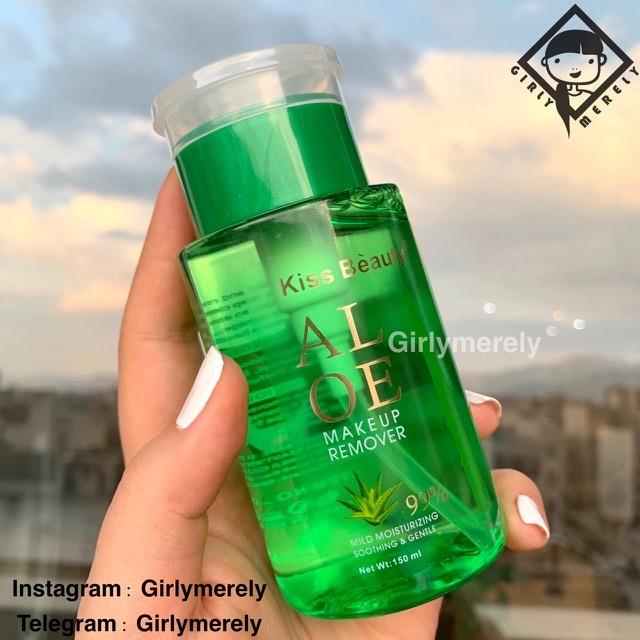 GIRLY MERELY
Kiss Bèauty
AL
OE
Girlymerely
MAKEUP
REMOVER
99%
MILD MOISTURIZING
SOOTHING & GENTLE
Net Wt:150 ml
Instagram : Girlymerely
Telegram : Girlymerely